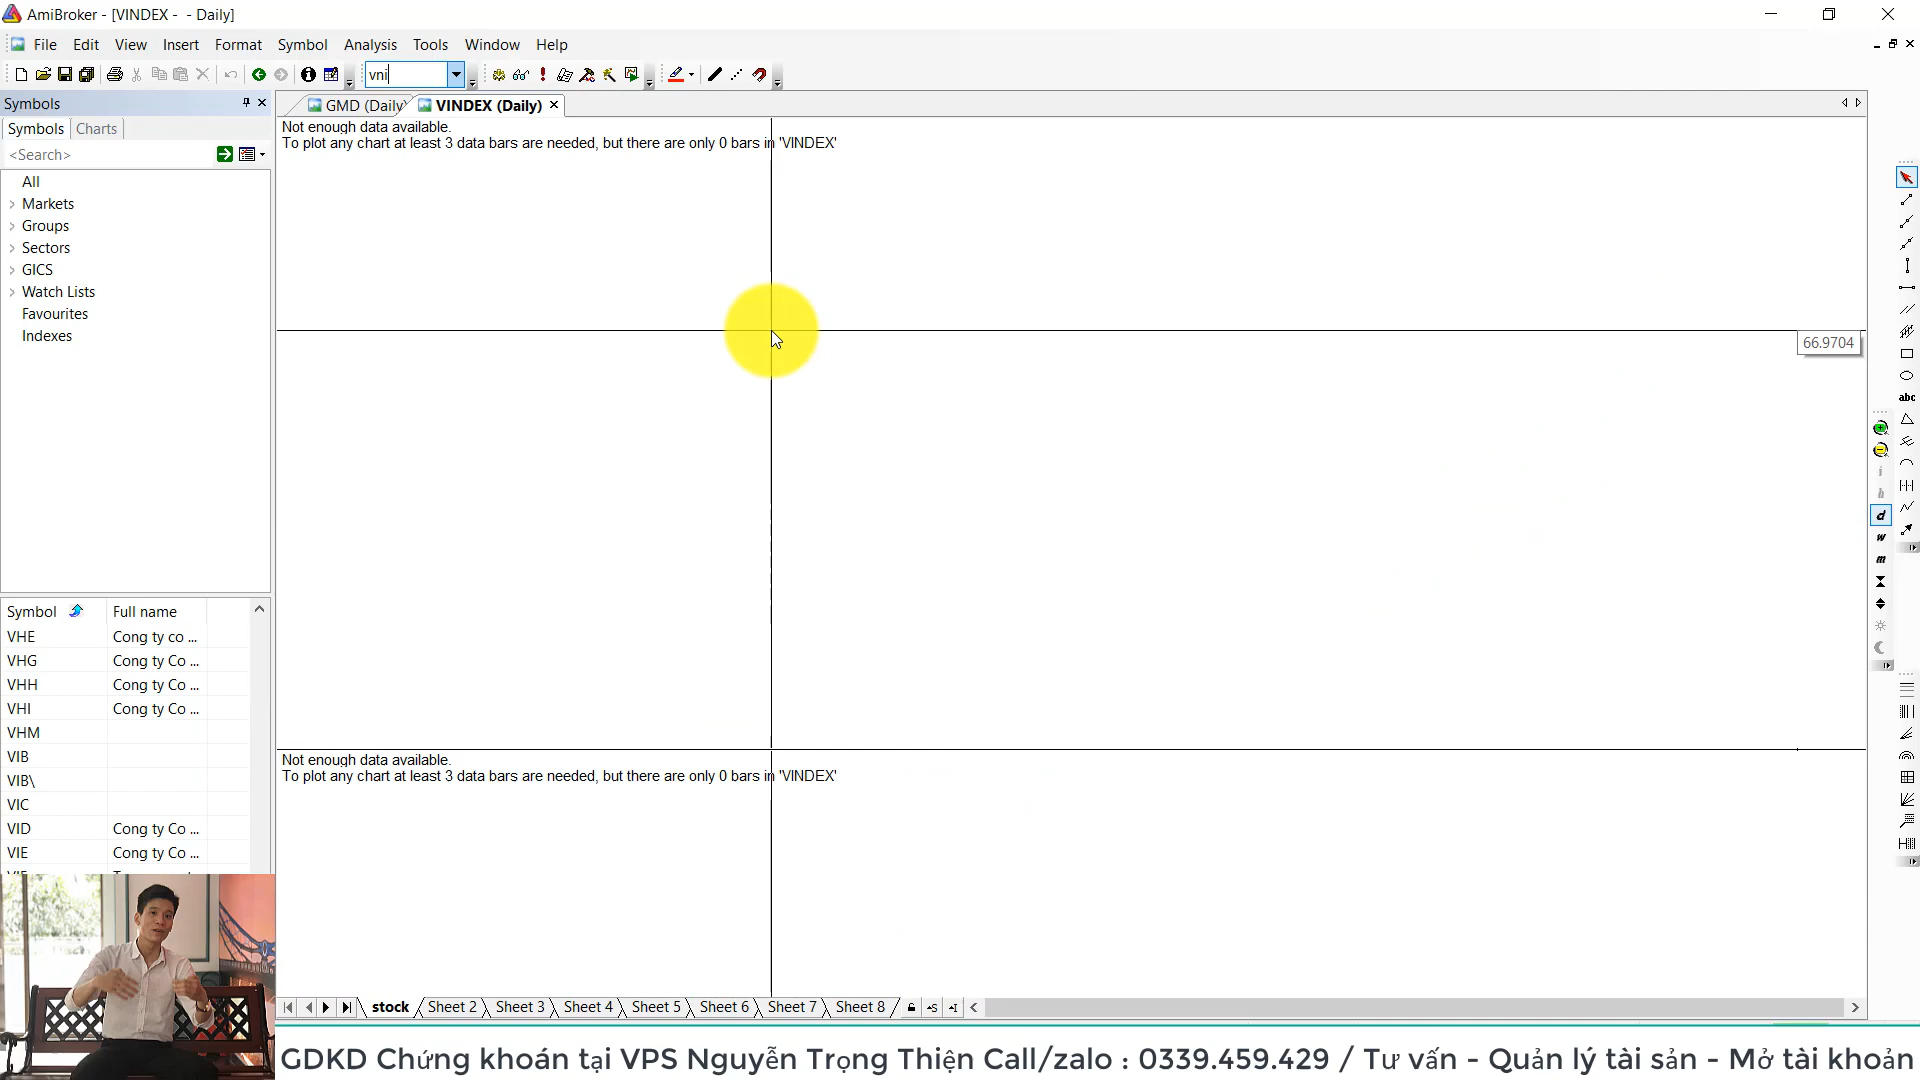 AmiBroker - [VINDEX - - Daily]
File Edit View Insert Format Symbol Analysis Tools Window Help
vni
Symbols
GMD (Daily) VINDEX (Daily)
Symbols Charts
<Search>
Not enough data available.
To plot any chart at least 3 data bars are needed, but there are only 0 bars in 'VINDEX'
All
Markets
Groups
Sectors
GICS
Watch Lists
Favourites
Indexes
66.9704
abc
i
h
d
w
m
Symbol Full name
VHE Cong ty co ...
VHG Cong ty Co ...
VHH Cong ty Co ...
VHI Cong ty Co ...
VHM
VIB
VIB\
VIC
VID Cong ty Co ...
VIE Cong ty Co ...
Not enough data available.
To plot any chart at least 3 data bars are needed, but there are only 0 bars in 'VINDEX'
stock Sheet 2 Sheet 3 Sheet 4 Sheet 5 Sheet 6 Sheet 7 Sheet 8
GDKD Chứng khoán tại VPS Nguyễn Trọng Thiện Call/zalo : 0339.459.429 / Tư vấn - Quản lý tài sản - Mở tài khoản